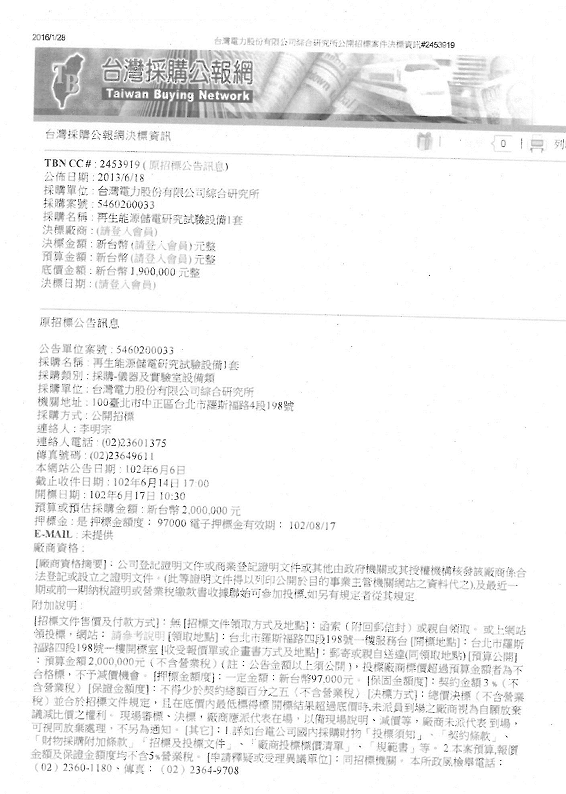 2016/1/28
台灣電力股份有限公司綜合研究所公開招標案件決標資訊#2453919
台灣採購公報網
Taiwan Buying Network
TB
台灣採購公報網決標資訊
0
列
TBN CC# : 2453919 ( 原招標公告訊息)
公佈日期 : 2013/6/18
採購單位 : 台灣電力股份有限公司綜合研究所
採購案號 : 5460200033
採購名稱 : 再生能源儲電研究試驗設備1套
決標廠商 : (請登入會員)
決標金額 : 新台幣 (請登入會員) 元整
預算金額 : 新台幣 (請登入會員) 元整
底價金額 : 新台幣 1,900,000 元整
決標日期 : (請登入會員)
原招標公告訊息
公告單位案號 : 5460200033
採購名稱 : 再生能源儲電研究試驗設備1套
採購類別 : 採購-儀器及實驗室設備類
採購單位 : 台灣電力股份有限公司綜合研究所
機關地址 : 100臺北市中正區台北市羅斯福路4段198號
採購方式 : 公開招標
連絡人 : 李明宗
連絡人電話 : (02)23601375
傳真號碼 : (02)23649611
本網站公告日期 : 102年6月6日
截止收件日期 : 102年6月14日 17:00
開標日期 : 102年6月17日 10:30
預算或預估採購金額 : 新台幣 2,000,000 元
押標金 : 是 押標金額度： 97000 電子押標金有效期： 102/08/17
E-MAIL : 未提供
廠商資格 :
[廠商資格摘要]：公司登記證明文件或商業登記證明文件或其他由政府機關或其授權機構核發該廠商係合
法登記或設立之證明文件。(此等證明文件得以列印公開於目的事業主管機關網站之資料代之),及最近一
期或前一期納稅證明或營業稅繳款書收據聯始可參加投標,如另有規定者從其規定
附加說明 :
[招標文件售價及付款方式]：無 [招標文件領取方式及地點]：函索（附回郵信封）或親自領取。 或上網站
領投標，網站： 請參考說明 [領取地點]：台北市羅斯福路四段198號一樓服務台 [開標地點]：台北市羅斯
福路四段198號一樓開標室 [收受報價單或企畫書方式及地點]：郵寄或親自送達(同領取地點) [預算公開]
：預算金額 2,000,000元（不含營業稅）( 註：公告金額以上須公開 )，投標廠商標價超過預算金額者為不
合格標，不予減價機會。 [押標金額度]：一定金額：新台幣97,000元。 [保固金額度]：契約金額 3 %（不
含營業稅） [保證金額度]：不得少於契約總額百分之五（不含營業稅） [決標方式]：總價決標（不含營業
稅）並合於招標文件規定，且在底價內最低標得標 開標結果超過底價時,未派員到場之廠商視為自願放棄
議減比價之權利。 現場審標、決標，廠商應派代表在場，以備現場說明、減價等，廠商未派代表 到場，
可視同放棄處理，不另為通知。 [其它]：1.詳如台電公司國內採購財物「投標須知」、「契約條款」、
「財物採購附加條款」「招標及投標文件」、「廠商投標標價清單」、「規範書」等。 2 本案預算,報價
金額及保證金額度均不含5%營業稅。 [申請釋疑或受理異議單位]：同招標機關。 本所政風檢舉電話：
（02）2360-1180、傳真：（02）2364-9708